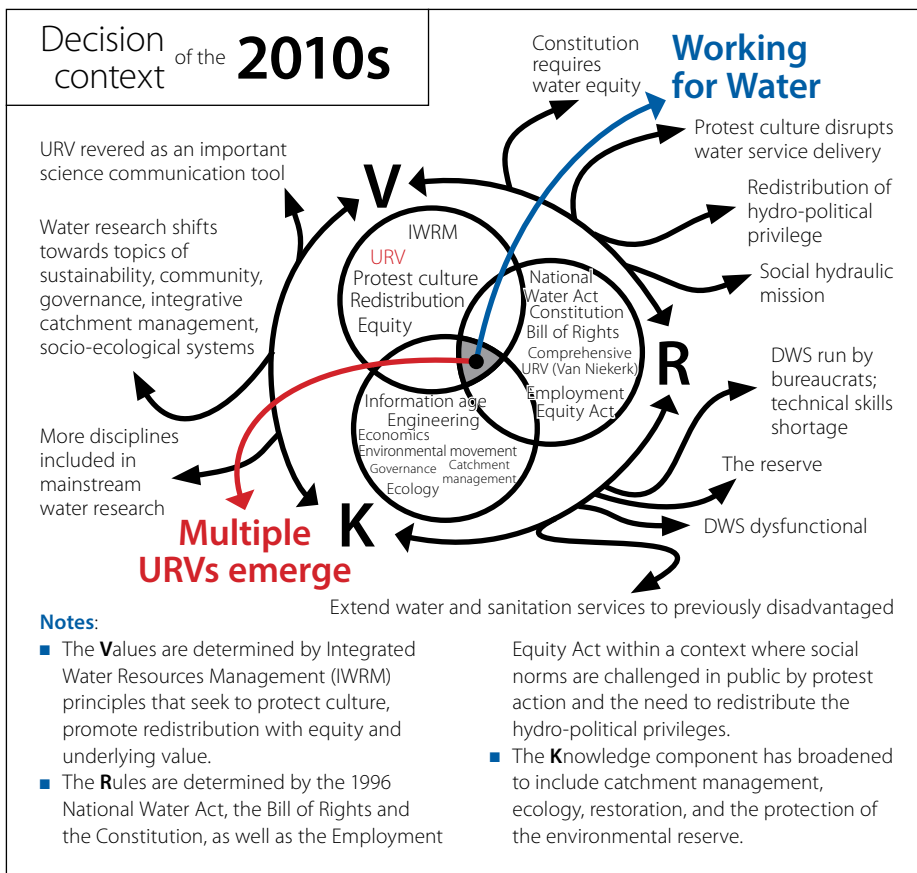 Decision
context of the 2010s
Constitution
requires
water equity
Working
for Water
Protest culture disrupts
water service delivery
Redistribution of
hydro-political
privilege
Social hydraulic
mission
URV revered as an important
science communication tool
Water research shifts
towards topics of
sustainability, community,
governance, integrative
catchment management,
socio-ecological systems
More disciplines
included in
mainstream
water research
V
IWRM
URV
Protest culture
Redistribution
Equity
National
Water Act
Constitution
Bill of Rights
Comprehensive
URV (Van Niekerk)
Employment
Equity Act
R
Information age
Engineering
Economics
Environmental movement
Governance
Catchment
management
Ecology
K
DWS run by
bureaucrats;
technical skills
shortage
The reserve
DWS dysfunctional
Multiple
URVs emerge
Extend water and sanitation services to previously disadvantaged
Notes:
■ The Values are determined by Integrated
Water Resources Management (IWRM)
principles that seek to protect culture,
promote redistribution with equity and
underlying value.
■ The Rules are determined by the 1996
National Water Act, the Bill of Rights and
the Constitution, as well as the Employment
Equity Act within a context where social
norms are challenged in public by protest
action and the need to redistribute the
hydro-political privileges.
■ The Knowledge component has broadened
to include catchment management,
ecology, restoration, and the protection of
the environmental reserve.